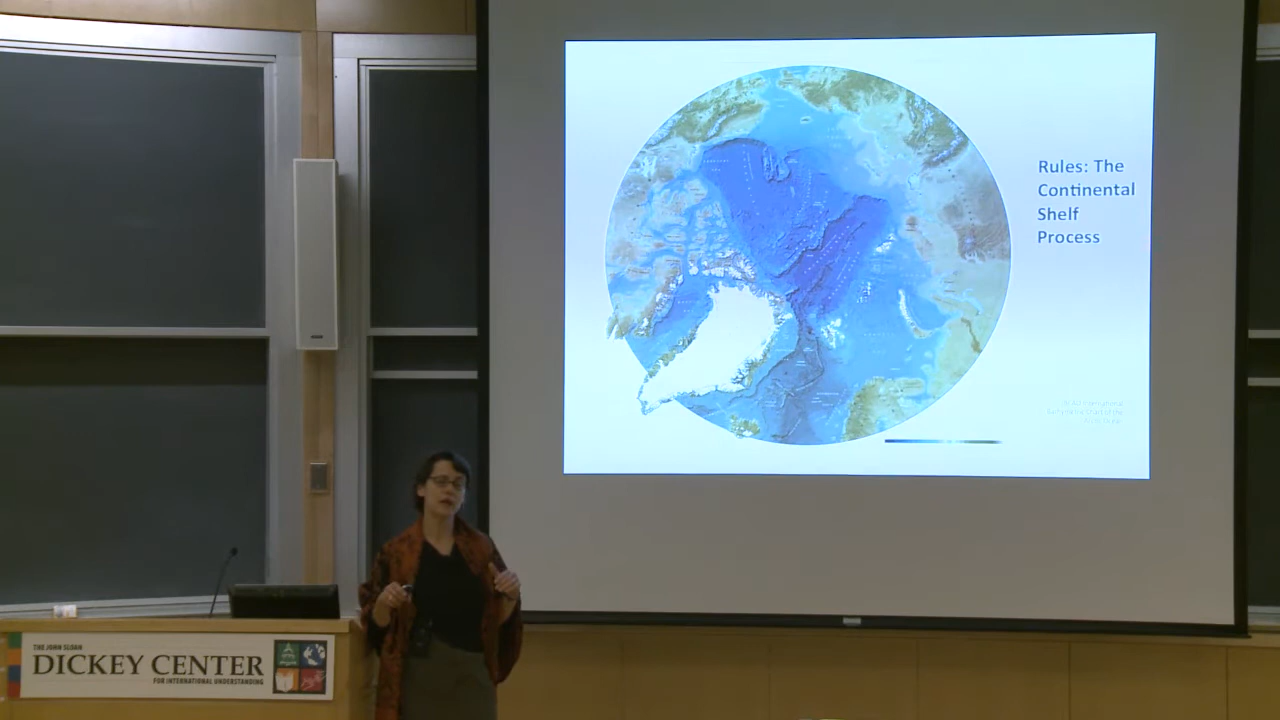 Rules: The
Continental
Shelf
Process
THE JOHN SLOAN
DICKEY CENTER
FOR INTERNATIONAL UNDERSTANDING